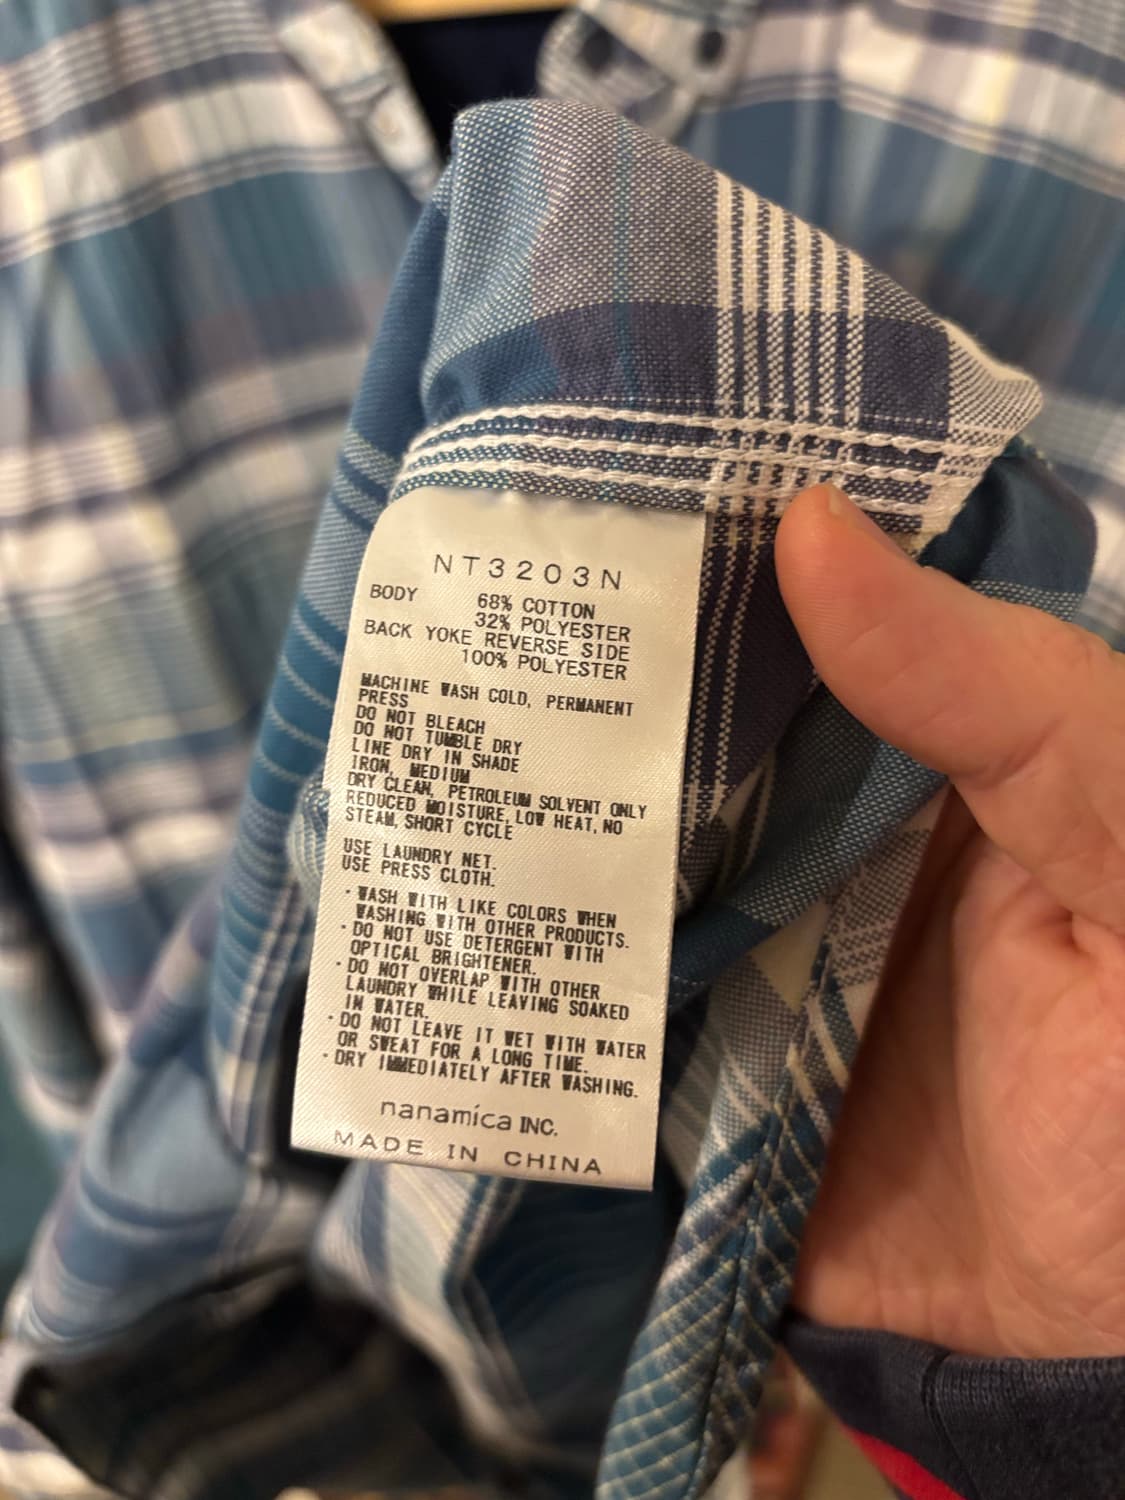 NT3203N
BODY 68% COTTON
32% POLYESTER
BACK YOKE REVERSE SIDE
100% POLYESTER
MACHINE WASH COLD, PERMANENT
PRESS
DO NOT BLEACH
DO NOT TUMBLE DRY
LINE DRY IN SHADE
IRON, MEDIUM
DRY CLEAN, PETROLEUM SOLVENT ONLY
REDUCED MOISTURE, LOW HEAT, NO
STEAM, SHORT CYCLE
USE LAUNDRY NET.
USE PRESS CLOTH.
・WASH WITH LIKE COLORS WHEN
WASHING WITH OTHER PRODUCTS.
・DO NOT USE DETERGENT WITH
OPTICAL BRIGHTENER.
・DO NOT OVERLAP WITH OTHER
LAUNDRY WHILE LEAVING SOAKED
IN WATER.
・DO NOT LEAVE IT WET WITH WATER
OR SWEAT FOR A LONG TIME.
・DRY IMMEDIATELY AFTER WASHING.
nanamica INC.
MADE IN CHINA